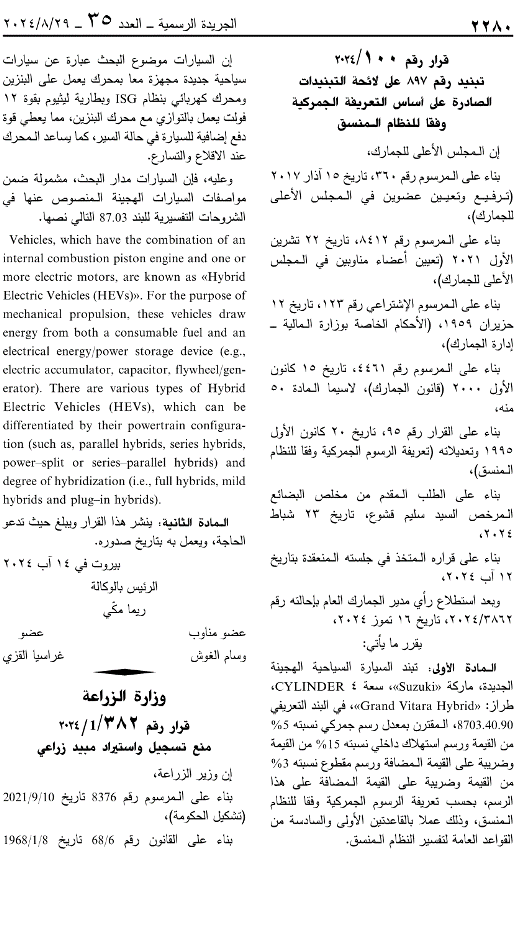 ٢٢٨٠
الجريدة الرسمية ــ العدد ٣٥ ــ ٢٠٢٤/٨/٢٩
قرار رقم ٢٠٢٤/١٠٠
تبنيد رقم ٨٩٧ على لائحة التبنيدات
الصادرة على أساس التعريفة الجمركية
وفقا للنظام المنسق
إن المجلس الأعلى للجمارك،
بناء على المرسوم رقم ٣٦٠، تاريخ ١٥ آذار ٢٠١٧
(ترفيع وتعيين عضوين في المجلس الأعلى
للجمارك)،
بناء على المرسوم رقم ٨٤١٢، تاريخ ٢٢ تشرين
الأول ٢٠٢١ (تعيين أعضاء مناوبين في المجلس
الأعلى للجمارك)،
بناء على المرسوم الإشتراعي رقم ١٢٣، تاريخ ١٢
حزيران ١٩٥٩، (الأحكام الخاصة بوزارة المالية ــ
إدارة الجمارك)،
بناء على المرسوم رقم ٤٤٦١، تاريخ ١٥ كانون
الأول ٢٠٠٠ (قانون الجمارك)، لاسيما المادة ٥٠
منه،
بناء على القرار رقم ٩٥، تاريخ ٢٠ كانون الأول
١٩٩٥ وتعديلاته (تعريفة الرسوم الجمركية وفقا للنظام
المنسق)،
بناء على الطلب المقدم من مخلص البضائع
المرخص السيد سليم قشوع، تاريخ ٢٣ شباط
٢٠٢٤،
بناء على قراره المتخذ في جلسته المنعقدة بتاريخ
١٢ آب ٢٠٢٤،
وبعد استطلاع رأي مدير الجمارك العام بإحالته رقم
٢٠٢٤/٣٨٦٢، تاريخ ١٦ تموز ٢٠٢٤،
يقرر ما يأتي:
المادة الأولى: تبند السيارة السياحية الهجينة
الجديدة، ماركة «Suzuki»، سعة ٤ CYLINDER،
طراز: «Grand Vitara Hybrid»، في البند التعريفي
8703.40.90، المقترن بمعدل رسم جمركي نسبته 5%
من القيمة ورسم استهلاك داخلي نسبته 15% من القيمة
وضريبة على القيمة المضافة ورسم مقطوع نسبته 3%
من القيمة وضريبة على القيمة المضافة على هذا
الرسم، بحسب تعريفة الرسوم الجمركية وفقا للنظام
المنسق، وذلك عملا بالقاعدتين الأولى والسادسة من
القواعد العامة لتفسير النظام المنسق.
إن السيارات موضوع البحث عبارة عن سيارات
سياحية جديدة مجهزة معا بمحرك يعمل على البنزين
ومحرك كهربائي بنظام ISG وبطارية ليثيوم بقوة ١٢
فولت يعمل بالتوازي مع محرك البنزين، مما يعطي قوة
دفع إضافية للسيارة في حالة السير، كما يساعد المحرك
عند الاقلاع والتسارع.
وعليه، فإن السيارات مدار البحث، مشمولة ضمن
مواصفات السيارات الهجينة المنصوص عنها في
الشروحات التفسيرية للبند 87.03 التالي نصها.
Vehicles, which have the combination of an
internal combustion piston engine and one or
more electric motors, are known as «Hybrid
Electric Vehicles (HEVs)». For the purpose of
mechanical propulsion, these vehicles draw
energy from both a consumable fuel and an
electrical energy/power storage device (e.g.,
electric accumulator, capacitor, flywheel/gen-
erator). There are various types of Hybrid
Electric Vehicles (HEVs), which can be
differentiated by their powertrain configura-
tion (such as, parallel hybrids, series hybrids,
power–split or series–parallel hybrids) and
degree of hybridization (i.e., full hybrids, mild
hybrids and plug–in hybrids).
المادة الثانية: ينشر هذا القرار ويبلغ حيث تدعو
الحاجة، ويعمل به بتاريخ صدوره.
بيروت في ١٤ آب ٢٠٢٤
الرئيس بالوكالة
ريما مكّي
عضو مناوب عضو
وسام الغوش غراسيا القزي
وزارة الزراعة
قرار رقم ٢٠٢٤/1/٣٨٢
منع تسجيل واستيراد مبيد زراعي
إن وزير الزراعة،
بناء على المرسوم رقم 8376 تاريخ 2021/9/10
(تشكيل الحكومة)،
بناء على القانون رقم 68/6 تاريخ 1968/1/8